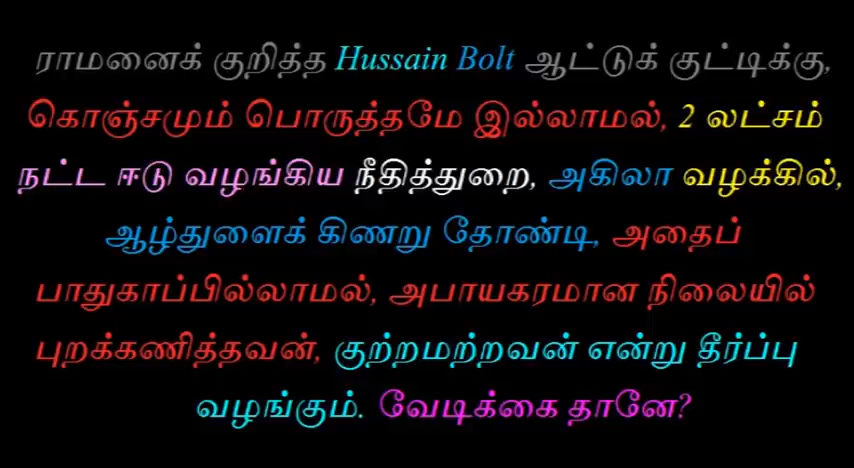 ராமனைக் குறித்த Hussain Bolt ஆட்டுக் குட்டிக்கு,
கொஞ்சமும் பொருத்தமே இல்லாமல், 2 லட்சம்
நட்ட ஈடு வழங்கிய நீதித்துறை, அகிலா வழக்கில்,
ஆழ்துளைக் கிணறு தோண்டி, அதைப்
பாதுகாப்பில்லாமல், அபாயகரமான நிலையில்
புறக்கணித்தவன், குற்றமற்றவன் என்று தீர்ப்பு
வழங்கும். வேடிக்கை தானே?